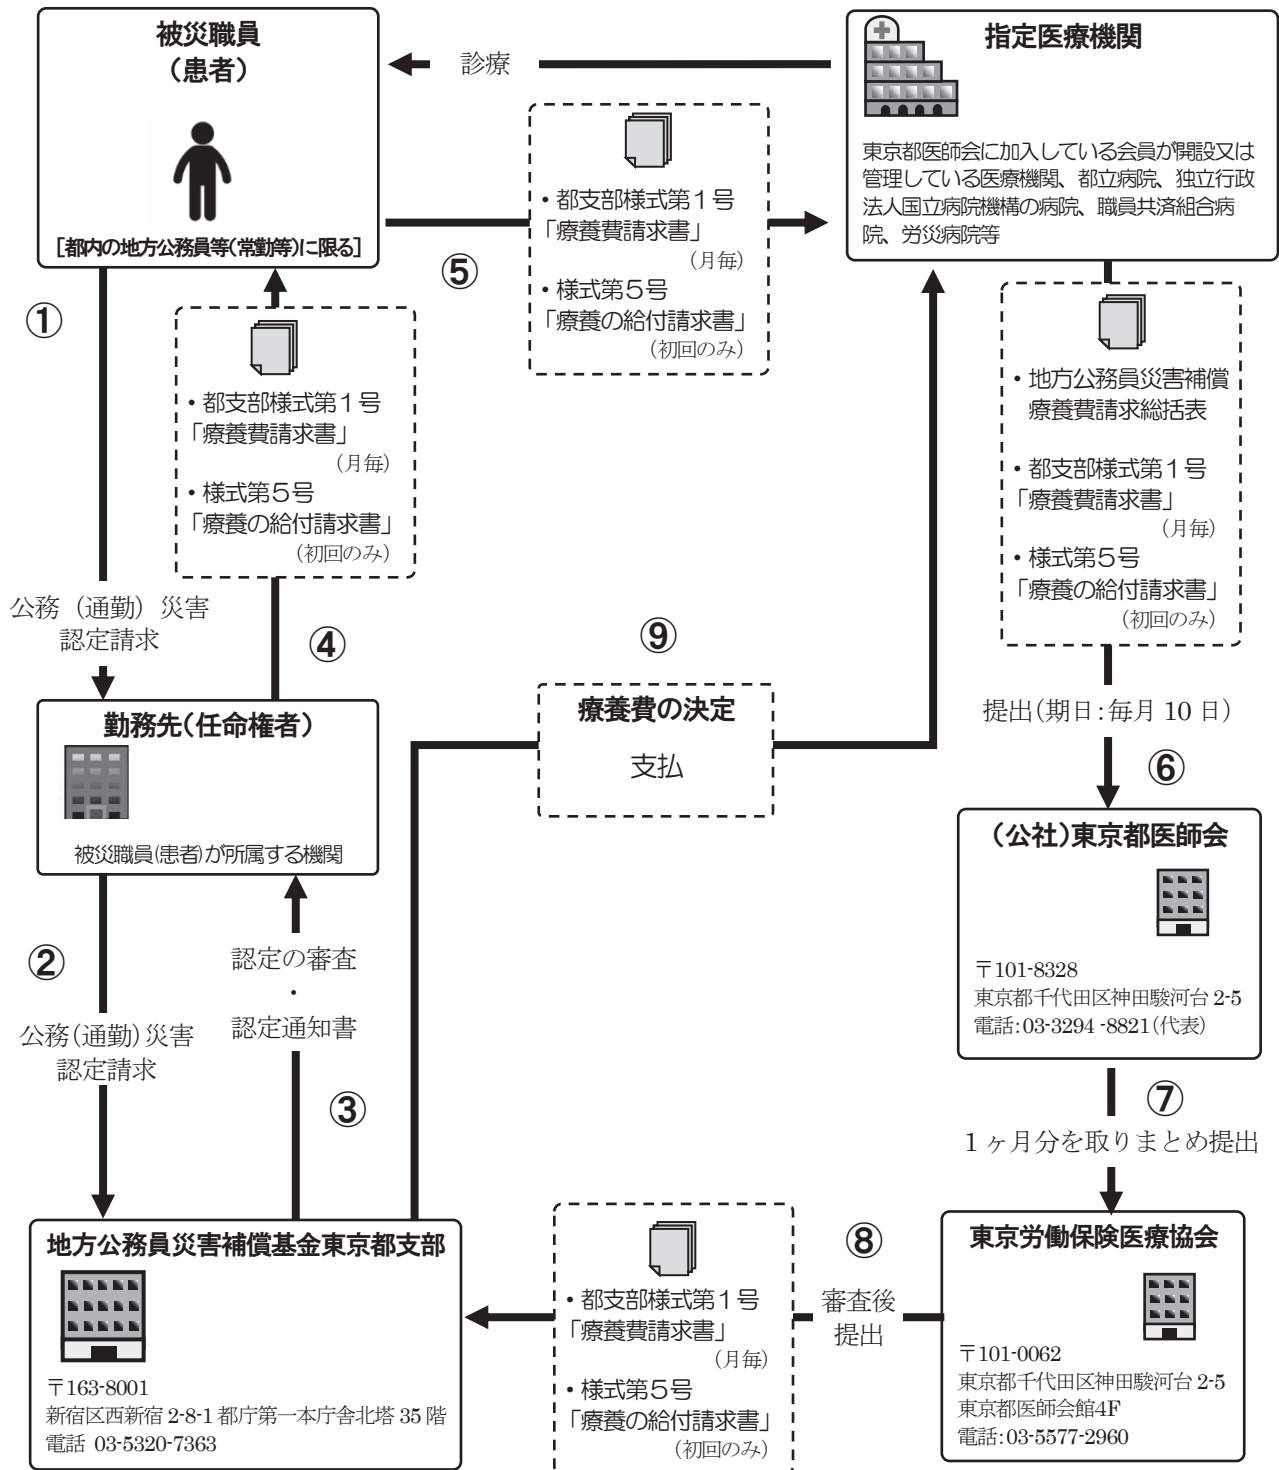 被災職員
（患者）
[都内の地方公務員等(常勤等)に限る]
診療
指定医療機関
東京都医師会に加入している会員が開設又は
管理している医療機関、都立病院、独立行政
法人国立病院機構の病院、職員共済組合病
院、労災病院等
①
⑤
・都支部様式第１号
「療養費請求書」
（月毎）
・様式第５号
「療養の給付請求書」
（初回のみ）
・都支部様式第１号
「療養費請求書」
（月毎）
・様式第５号
「療養の給付請求書」
（初回のみ）
・地方公務員災害補償
療養費請求総括表
・都支部様式第１号
「療養費請求書」
（月毎）
・様式第５号
「療養の給付請求書」
（初回のみ）
公務（通勤）災害
認定請求
④
⑨
療養費の決定
支払
提出（期日：毎月 10 日）
⑥
勤務先（任命権者）
被災職員(患者)が所属する機関
（公社）東京都医師会
〒101-8328
東京都千代田区神田駿河台 2-5
電話：03-3294 -8821（代表）
②
認定の審査
・
認定通知書
公務（通勤）災害
認定請求
③
⑦
１ヶ月分を取りまとめ提出
地方公務員災害補償基金東京都支部
〒163-8001
新宿区西新宿 2-8-1 都庁第一本庁舎北塔 35 階
電話 03-5320-7363
・都支部様式第１号
「療養費請求書」
（月毎）
・様式第５号
「療養の給付請求書」
（初回のみ）
⑧
審査後
提出
東京労働保険医療協会
〒101-0062
東京都千代田区神田駿河台 2-5
東京都医師会館4F
電話：03-5577-2960